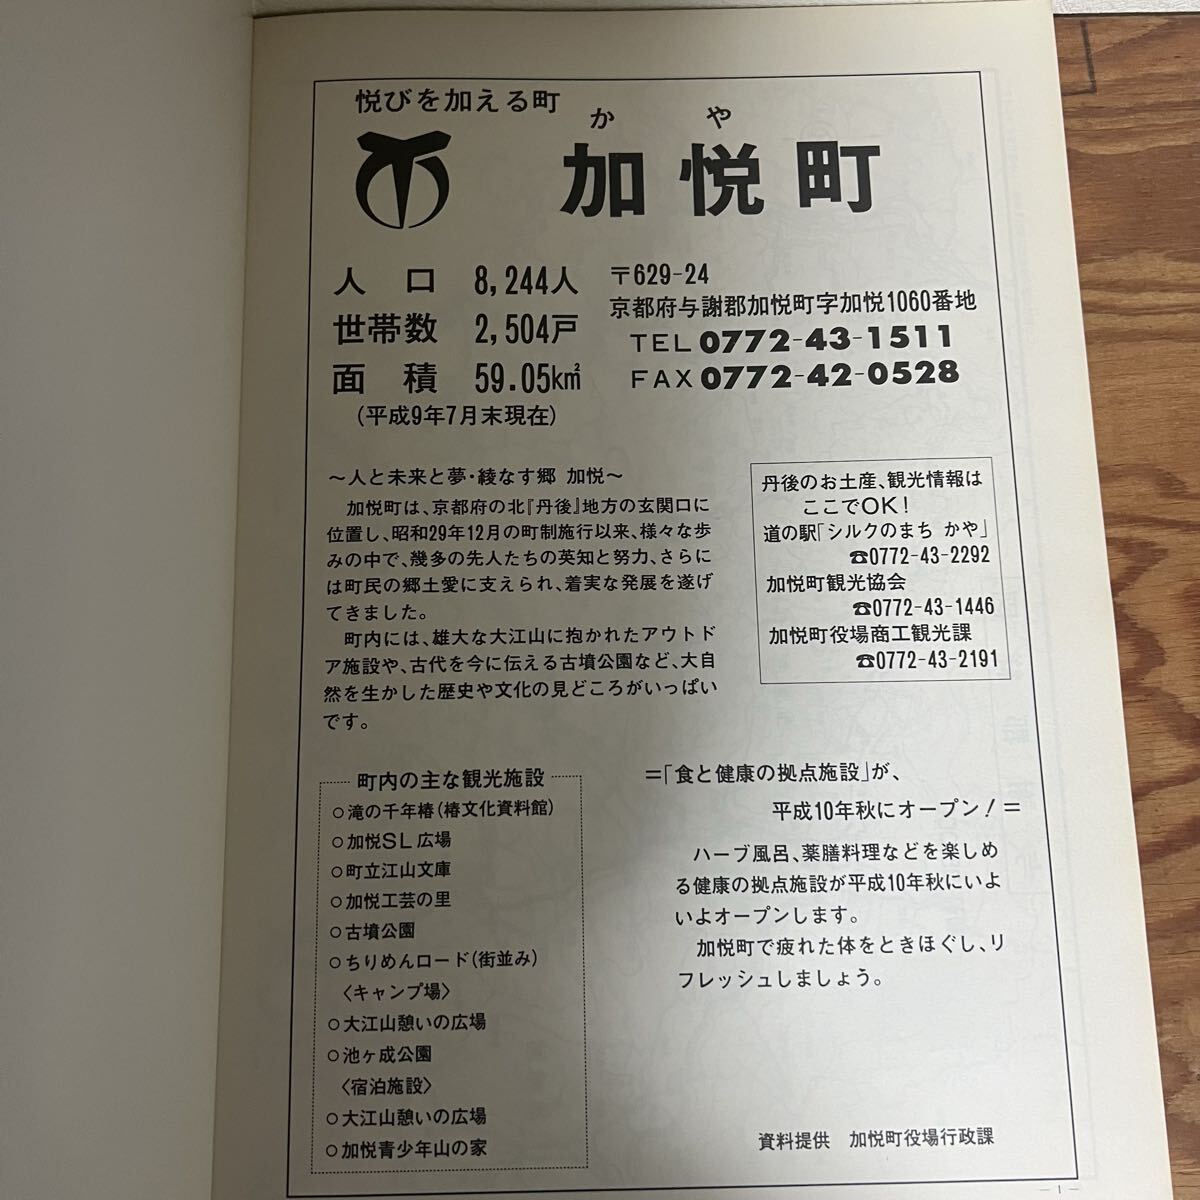 悦びを加える町
か や
加悦町
人口 8,244人
世帯数 2,504戸
面積 59.05㎢
(平成9年7月末現在)
〒629-24
京都府与謝郡加悦町字加悦1060番地
TEL 0772-43-1511
FAX 0772-42-0528
〜人と未来と夢・綾なす郷 加悦〜
加悦町は、京都府の北『丹後』地方の玄関口に
位置し、昭和29年12月の町制施行以来、様々な歩
みの中で、幾多の先人たちの英知と努力、さらに
は町民の郷土愛に支えられ、着実な発展を遂げ
てきました。
町内には、雄大な大江山に抱かれたアウトド
ア施設や、古代を今に伝える古墳公園など、大自
然を生かした歴史や文化の見どころがいっぱい
です。
丹後のお土産、観光情報は
ここでOK!
道の駅「シルクのまち かや」
☎0772-43-2292
加悦町観光協会
☎0772-43-1446
加悦町役場商工観光課
☎0772-43-2191
町内の主な観光施設
○滝の千年椿(椿文化資料館)
○加悦SL広場
○町立江山文庫
○加悦工芸の里
○古墳公園
○ちりめんロード(街並み)
〈キャンプ場〉
○大江山憩いの広場
○池ヶ成公園
〈宿泊施設〉
○大江山憩いの広場
○加悦青少年山の家
=「食と健康の拠点施設」が、
平成10年秋にオープン!=
ハーブ風呂、薬膳料理などを楽しめ
る健康の拠点施設が平成10年秋にいよ
いよオープンします。
加悦町で疲れた体をときほぐし、リ
フレッシュしましょう。
資料提供 加悦町役場行政課
— 1 —